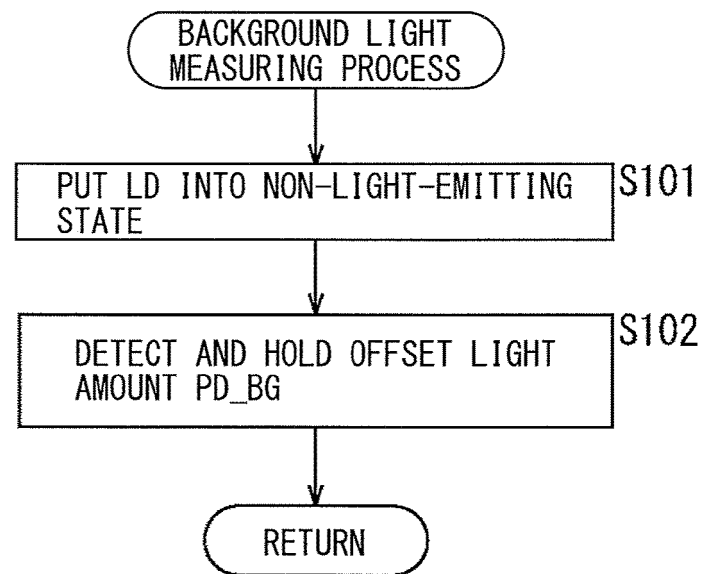 BACKGROUND LIGHT
MEASURING PROCESS
PUT LD INTO NON-LIGHT-EMITTING
STATE
S101
DETECT AND HOLD OFFSET LIGHT
AMOUNT PD_BG
S102
RETURN